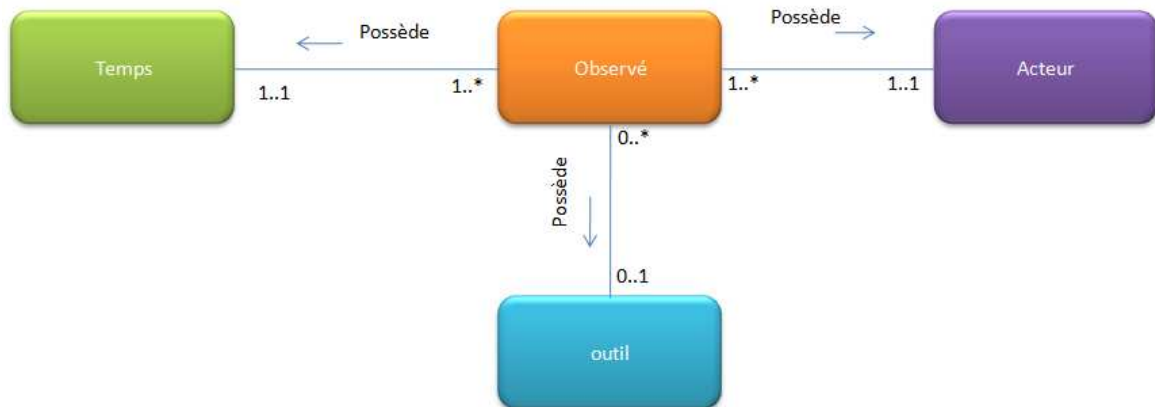 Possède
Possède
Temps
Observé
Acteur
1..1
1..*
1..*
1..1
0..*
Possède
0..1
outil